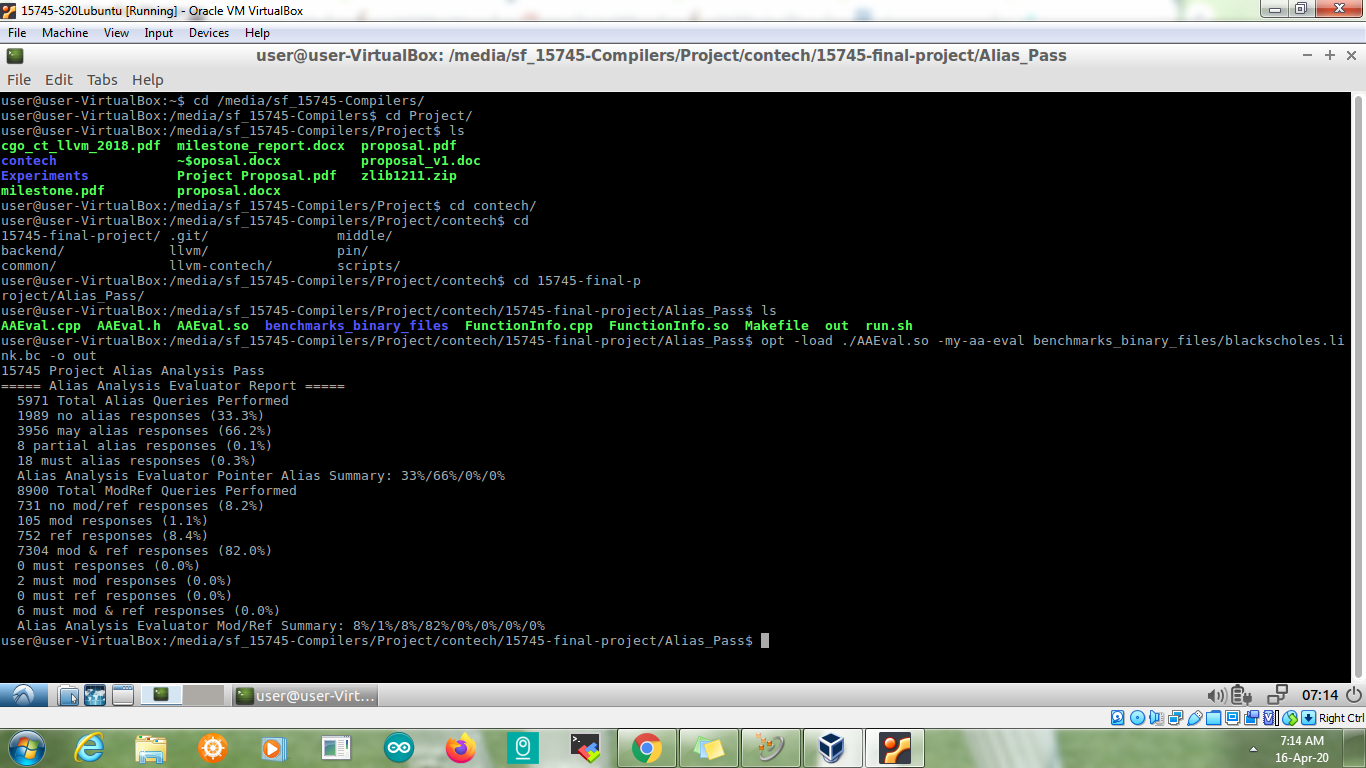 15745-S20Lubuntu [Running] - Oracle VM VirtualBox
File Machine View Input Devices Help
user@user-VirtualBox: /media/sf_15745-Compilers/Project/contech/15745-final-project/Alias_Pass
File Edit Tabs Help
user@user-VirtualBox:~$ cd /media/sf_15745-Compilers/
user@user-VirtualBox:/media/sf_15745-Compilers$ cd Project/
user@user-VirtualBox:/media/sf_15745-Compilers/Project$ ls
cgo_ct_llvm_2018.pdf milestone_report.docx proposal.pdf
contech ~$oposal.docx proposal_v1.doc
Experiments Project Proposal.pdf zlib1211.zip
milestone.pdf proposal.docx
user@user-VirtualBox:/media/sf_15745-Compilers/Project$ cd contech/
user@user-VirtualBox:/media/sf_15745-Compilers/Project/contech$ cd
15745-final-project/ .git/ middle/
backend/ llvm/ pin/
common/ llvm-contech/ scripts/
user@user-VirtualBox:/media/sf_15745-Compilers/Project/contech$ cd 15745-final-p
roject/Alias_Pass/
user@user-VirtualBox:/media/sf_15745-Compilers/Project/contech/15745-final-project/Alias_Pass$ ls
AAEval.cpp AAEval.h AAEval.so benchmarks_binary_files FunctionInfo.cpp FunctionInfo.so Makefile out run.sh
user@user-VirtualBox:/media/sf_15745-Compilers/Project/contech/15745-final-project/Alias_Pass$ opt -load ./AAEval.so -my-aa-eval benchmarks_binary_files/blackscholes.li
nk.bc -o out
15745 Project Alias Analysis Pass
===== Alias Analysis Evaluator Report =====
5971 Total Alias Queries Performed
1989 no alias responses (33.3%)
3956 may alias responses (66.2%)
8 partial alias responses (0.1%)
18 must alias responses (0.3%)
Alias Analysis Evaluator Pointer Alias Summary: 33%/66%/0%/0%
8900 Total ModRef Queries Performed
731 no mod/ref responses (8.2%)
105 mod responses (1.1%)
752 ref responses (8.4%)
7304 mod & ref responses (82.0%)
0 must responses (0.0%)
2 must mod responses (0.0%)
0 must ref responses (0.0%)
6 must mod & ref responses (0.0%)
Alias Analysis Evaluator Mod/Ref Summary: 8%/1%/8%/82%/0%/0%/0%/0%
user@user-VirtualBox:/media/sf_15745-Compilers/Project/contech/15745-final-project/Alias_Pass$
user@user-Virt...
07:14
Right Ctrl
7:14 AM
16-Apr-20